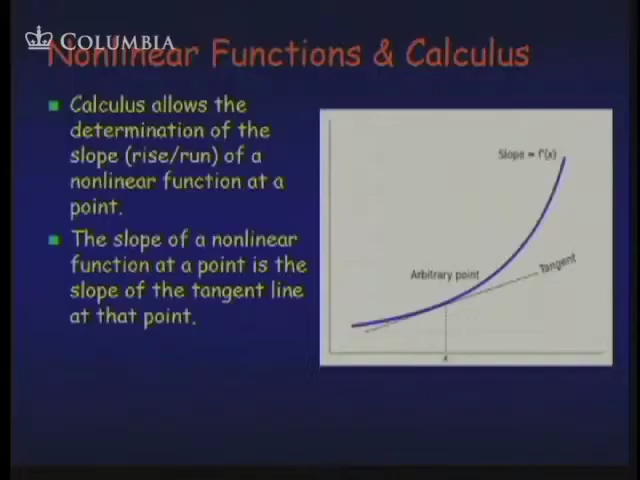 COLUMBIA
Nonlinear Functions & Calculus
Calculus allows the
determination of the
slope (rise/run) of a
nonlinear function at a
point.
The slope of a nonlinear
function at a point is the
slope of the tangent line
at that point.
Slope = f'(x)
Arbitrary point
Tangent
x